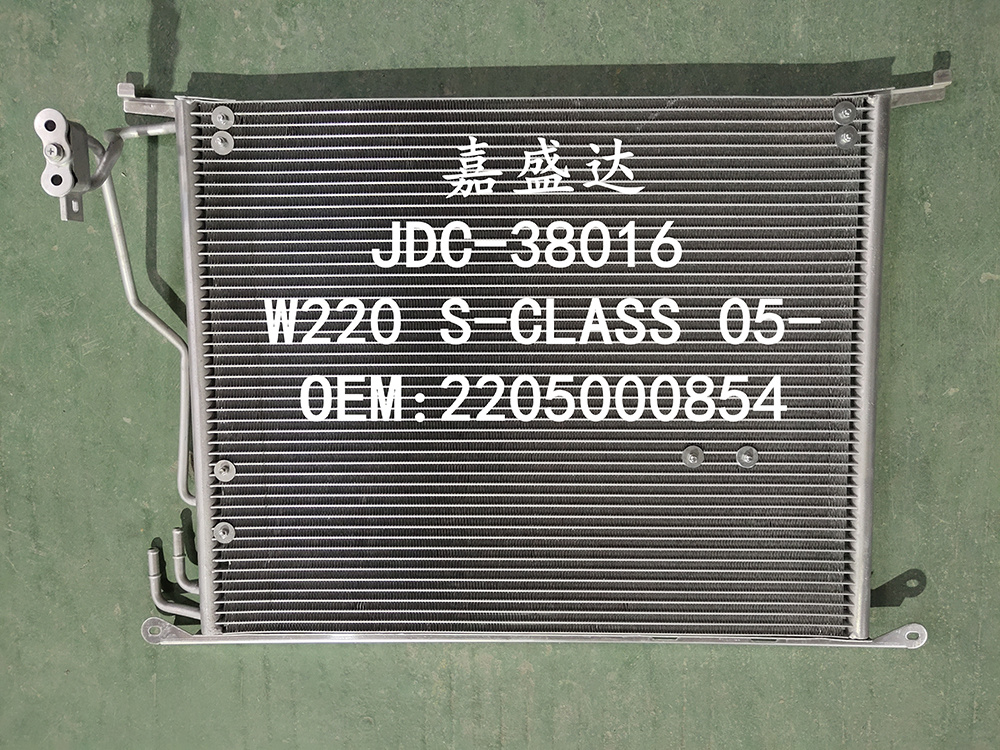 嘉盛达
JDC-38016
W220 S-CLASS 05-
OEM:2205000854